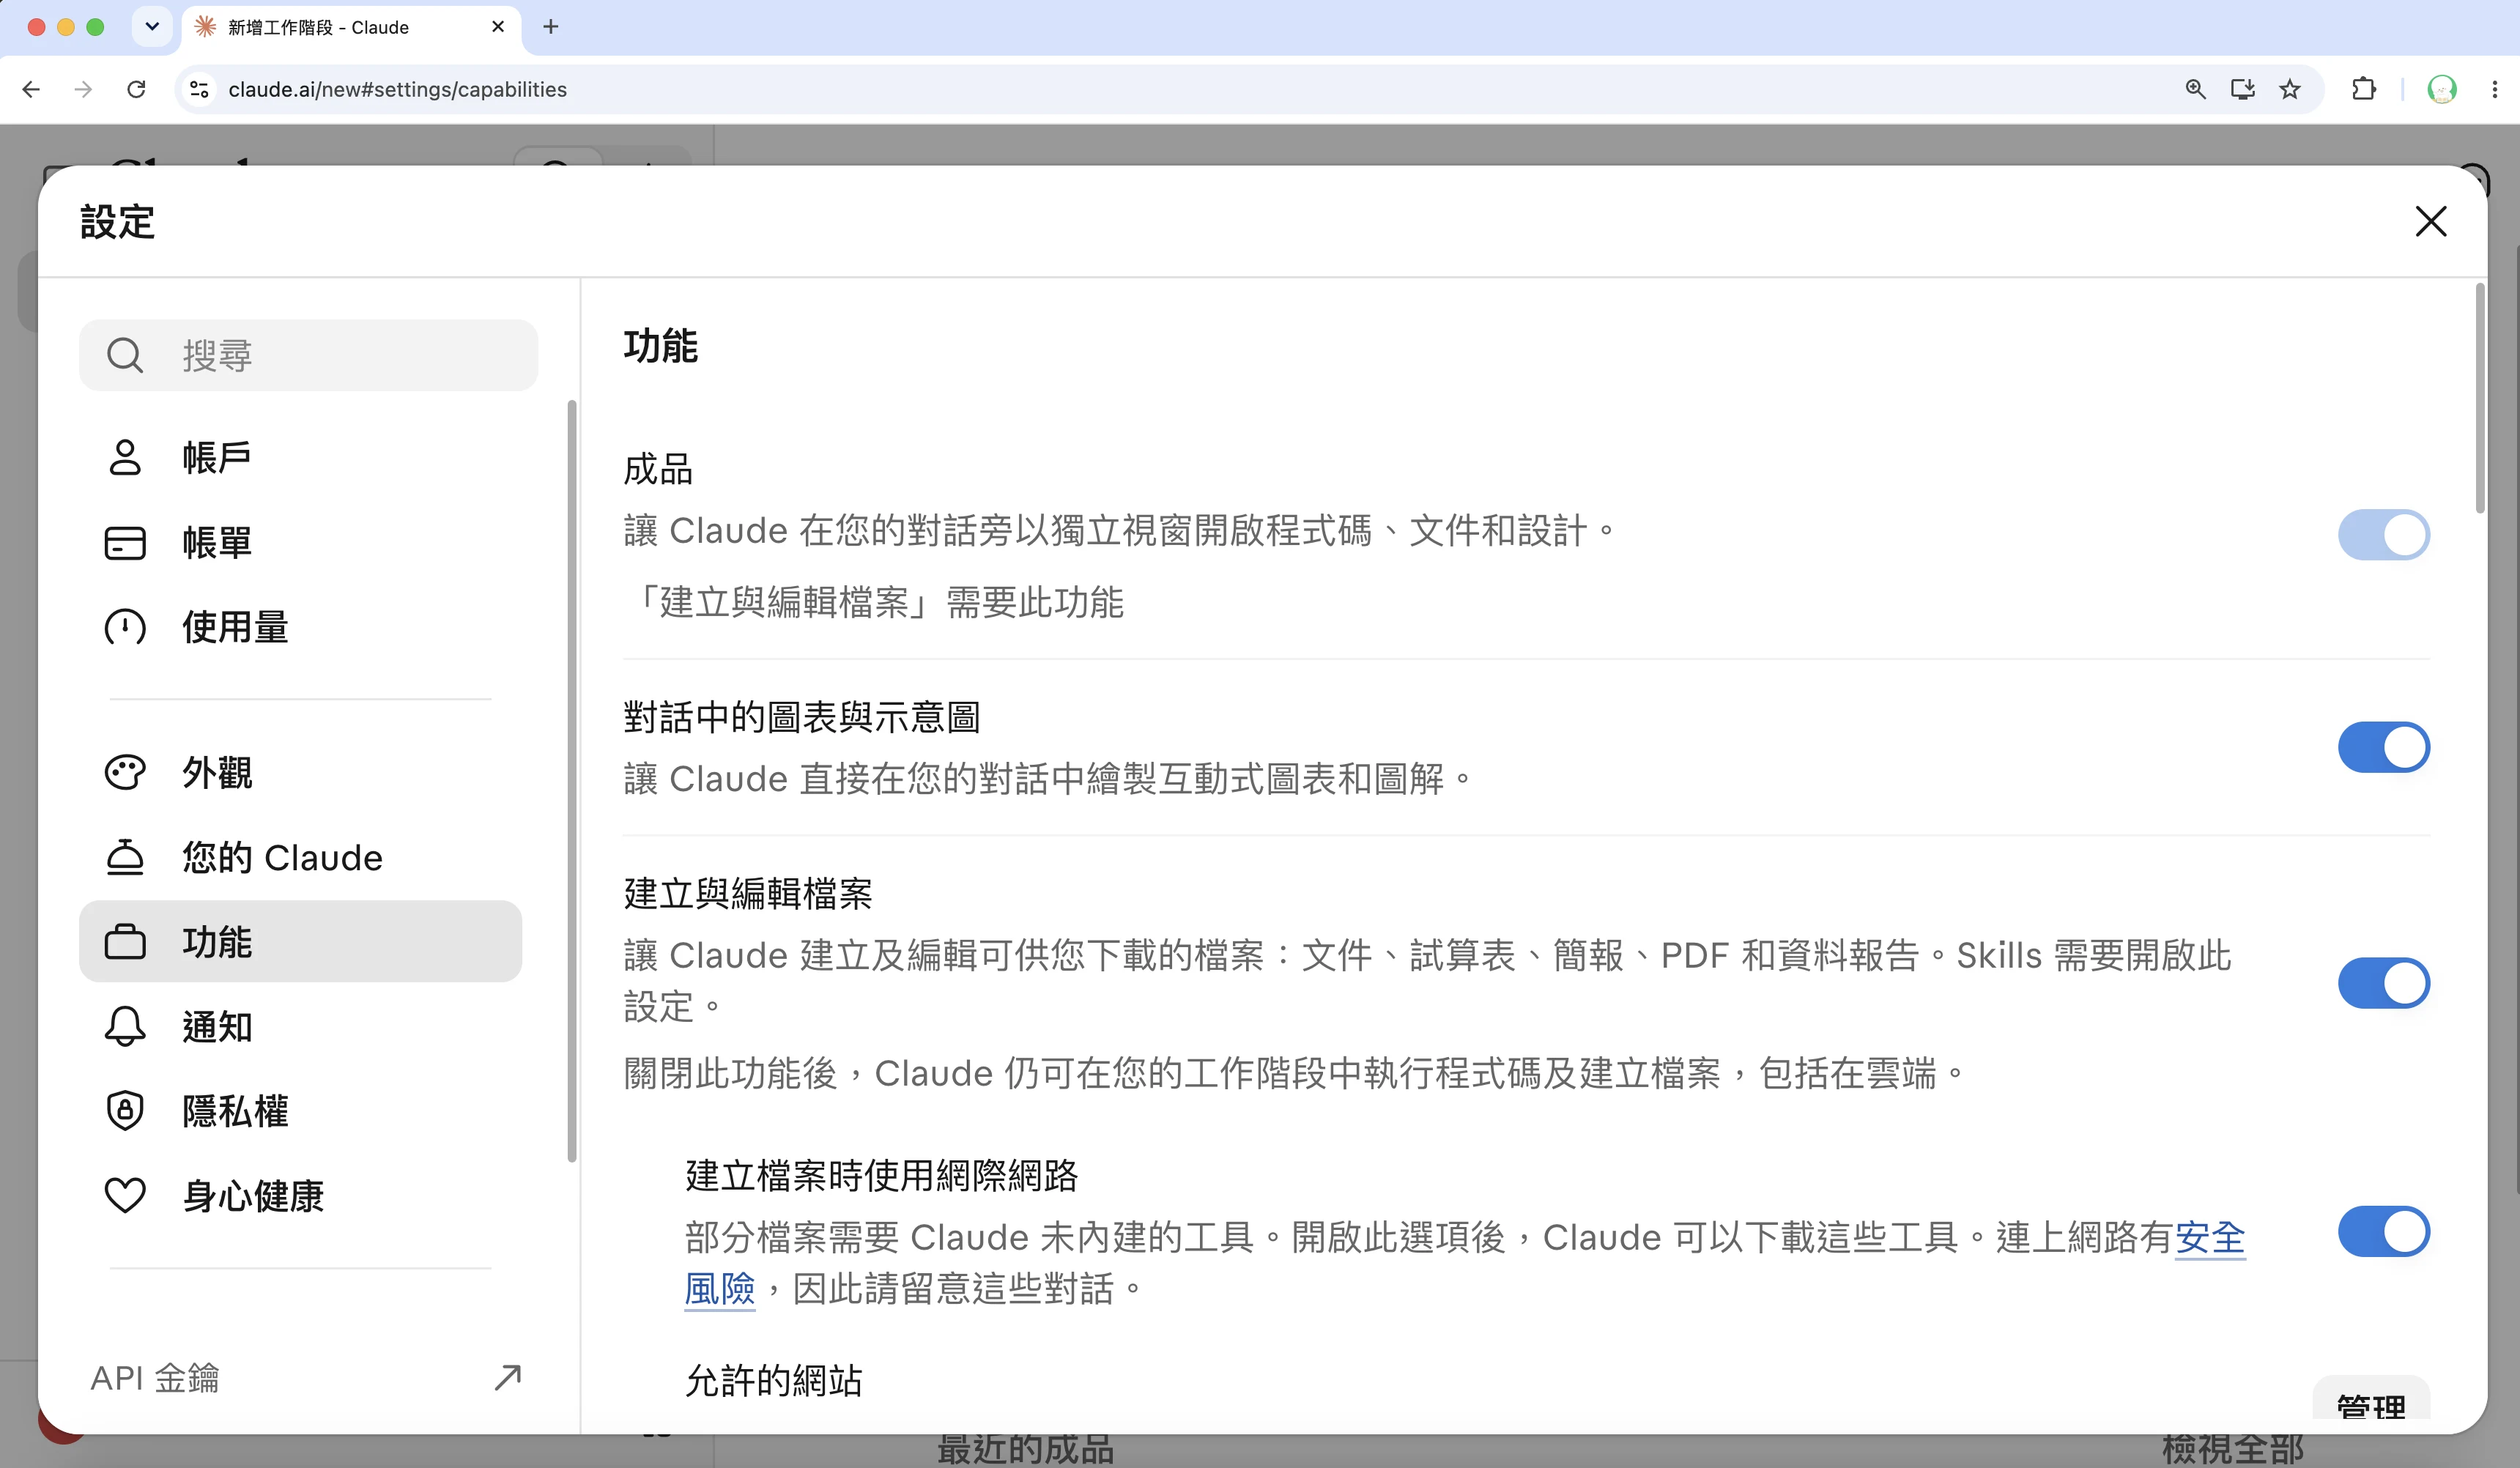 新增工作階段 - Claude
claude.ai/new#settings/capabilities
設定
搜尋
帳戶
帳單
使用量
外觀
您的 Claude
功能
通知
隱私權
身心健康
API 金鑰
功能
成品
讓 Claude 在您的對話旁以獨立視窗開啟程式碼、文件和設計。
「建立與編輯檔案」需要此功能
對話中的圖表與示意圖
讓 Claude 直接在您的對話中繪製互動式圖表和圖解。
建立與編輯檔案
讓 Claude 建立及編輯可供您下載的檔案：文件、試算表、簡報、PDF 和資料報告。Skills 需要開啟此
設定。
關閉此功能後，Claude 仍可在您的工作階段中執行程式碼及建立檔案，包括在雲端。
建立檔案時使用網際網路
部分檔案需要 Claude 未內建的工具。開啟此選項後，Claude 可以下載這些工具。連上網路有安全
風險，因此請留意這些對話。
允許的網站
管理
最近的成品
檢視全部